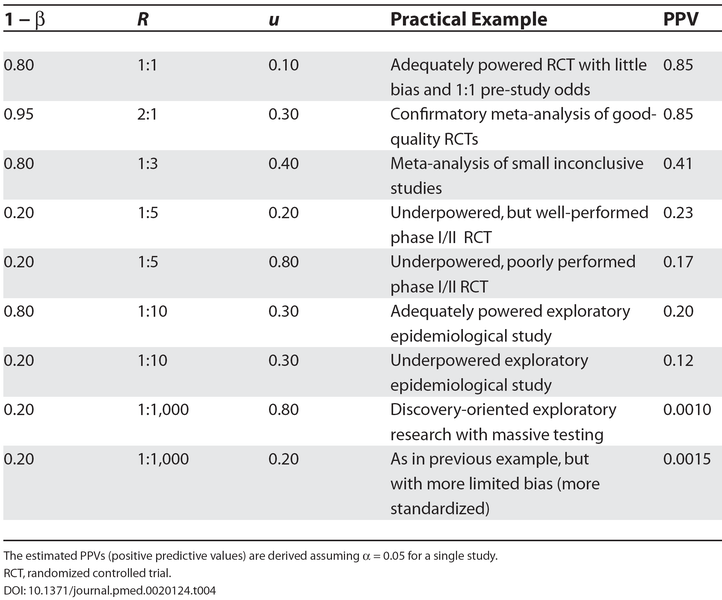 1 – β R u Practical Example PPV
0.80 1:1 0.10 Adequately powered RCT with little 0.85
bias and 1:1 pre-study odds
0.95 2:1 0.30 Confirmatory meta-analysis of good- 0.85
quality RCTs
0.80 1:3 0.40 Meta-analysis of small inconclusive 0.41
studies
0.20 1:5 0.20 Underpowered, but well-performed 0.23
phase I/II RCT
0.20 1:5 0.80 Underpowered, poorly performed 0.17
phase I/II RCT
0.80 1:10 0.30 Adequately powered exploratory 0.20
epidemiological study
0.20 1:10 0.30 Underpowered exploratory 0.12
epidemiological study
0.20 1:1,000 0.80 Discovery-oriented exploratory 0.0010
research with massive testing
0.20 1:1,000 0.20 As in previous example, but 0.0015
with more limited bias (more
standardized)
The estimated PPVs (positive predictive values) are derived assuming α = 0.05 for a single study.
RCT, randomized controlled trial.
DOI: 10.1371/journal.pmed.0020124.t004